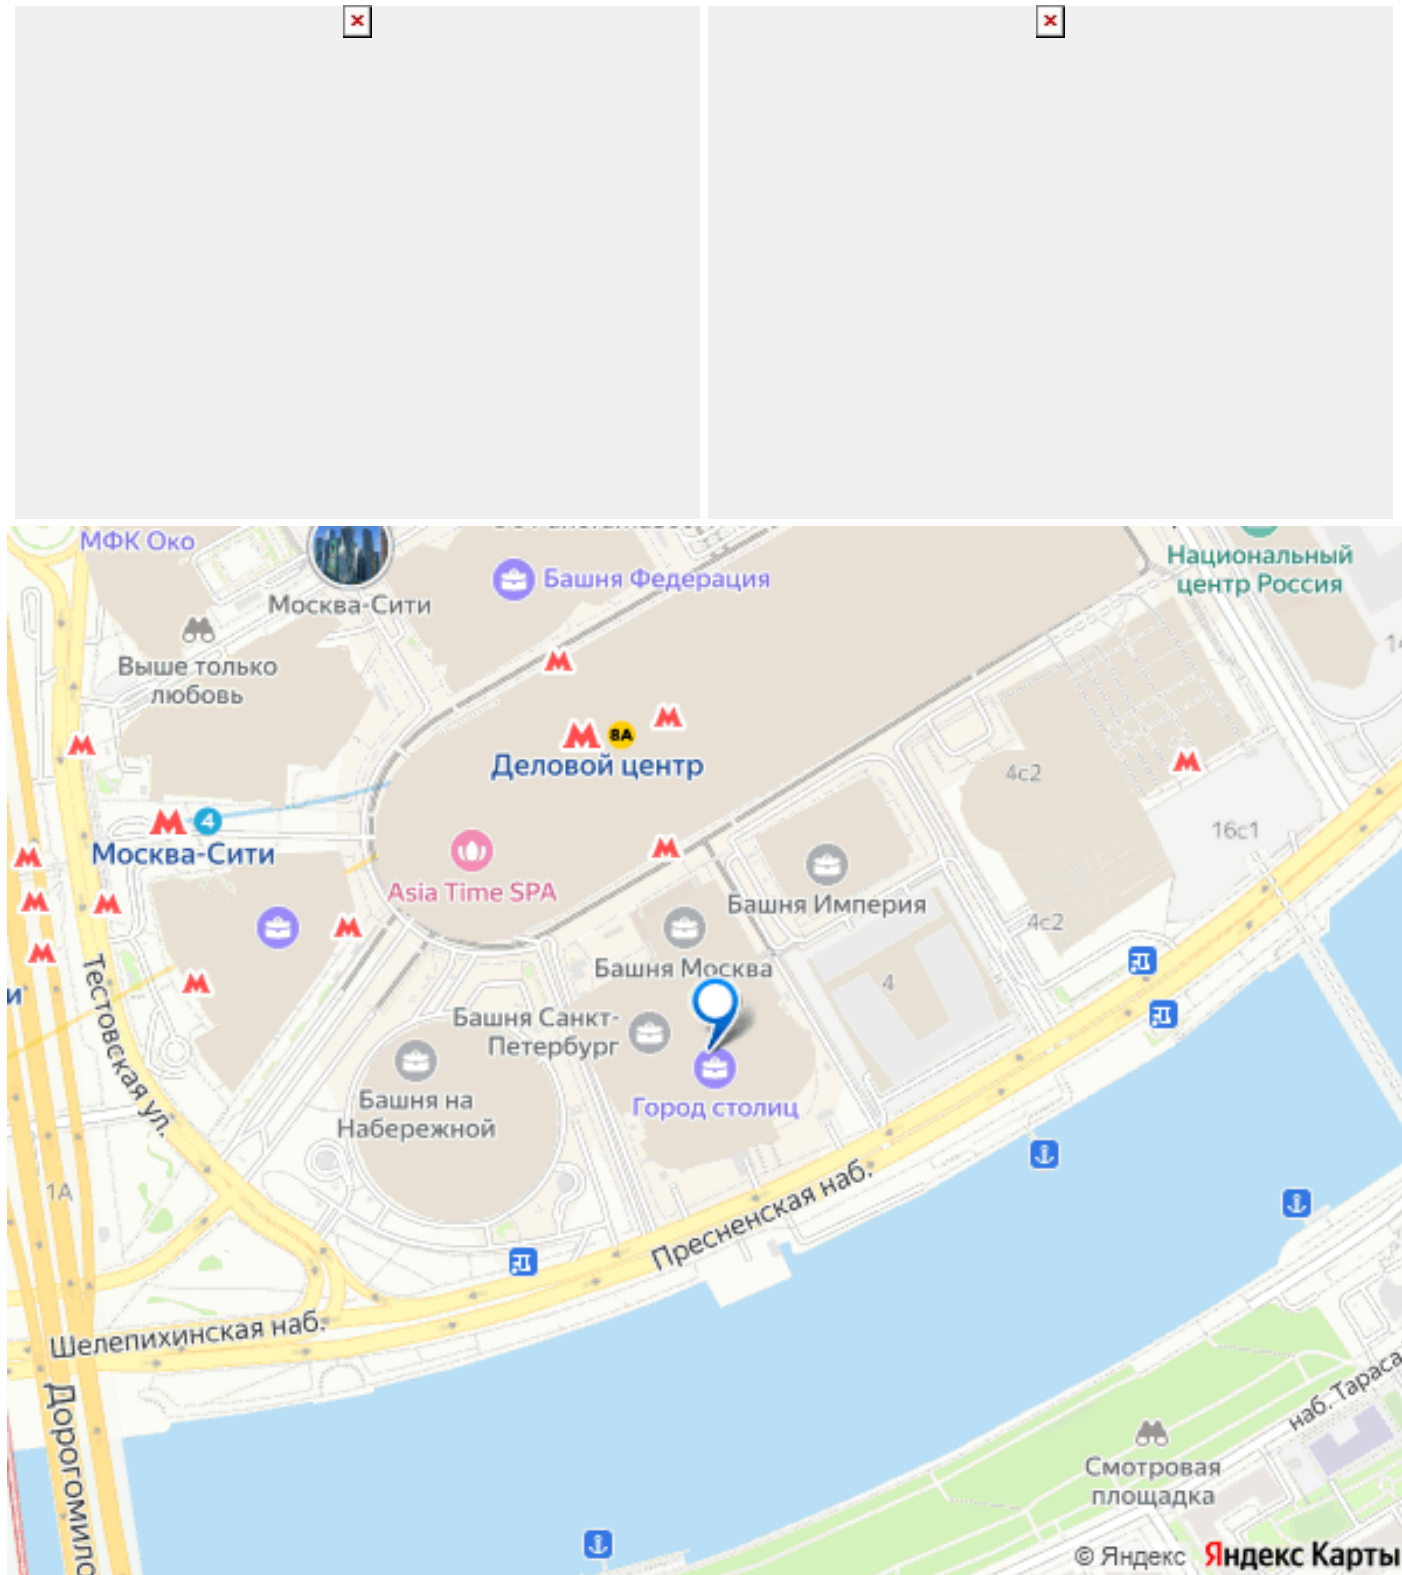 МФК Око
Башня Федерация
Национальный
центр Россия
Москва-Сити
Выше только
любовь
8А
Деловой центр
4с2
4
Москва-Сити
16с1
Asia Time SPA
Башня Империя
4с2
Башня Москва
4
Тестовская ул.
Башня Санкт-
Петербург
Башня на
Набережной
Город столиц
1А
Пресненская наб.
Шелепихинская наб.
Дорогомило
наб. Тараса
Смотровая
площадка
© Яндекс Яндекс Карты